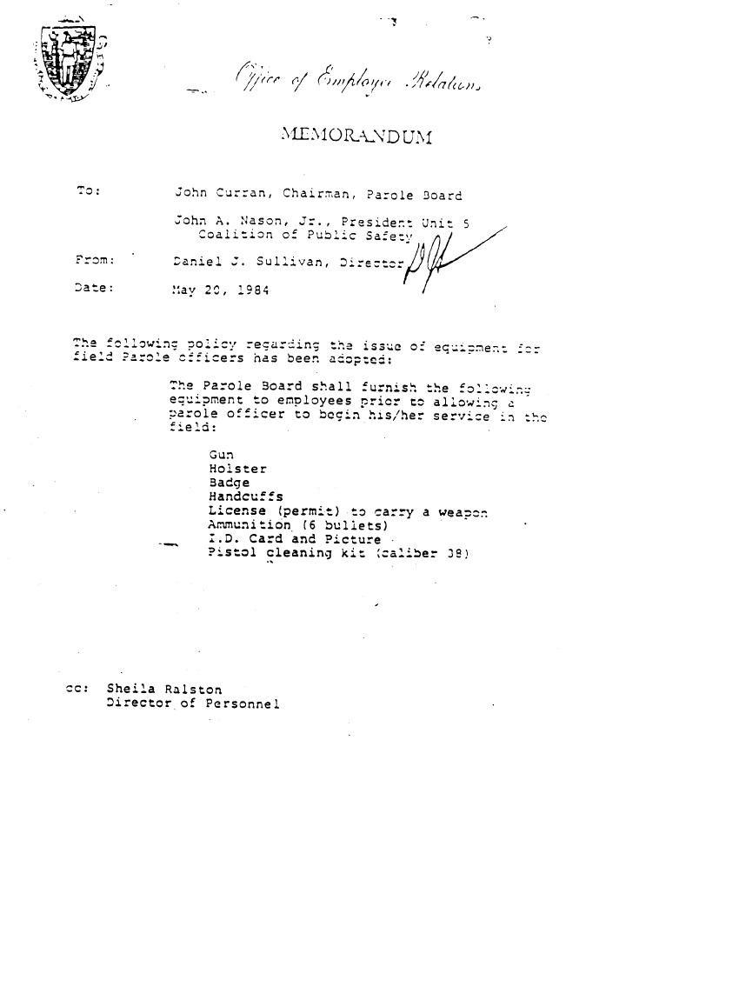 Office of Employee Relations
MEMORANDUM
To: John Curran, Chairman, Parole Board
John A. Nason, Jr., President Unit 5
Coalition of Public Safety
From: Daniel J. Sullivan, Director
Date: May 20, 1984
The following policy regarding the issue of equipment for
field Parole officers has been adopted:
The Parole Board shall furnish the following
equipment to employees prior to allowing a
parole officer to begin his/her service in the
field:
Gun
Holster
Badge
Handcuffs
License (permit) to carry a weapon
Ammunition (6 bullets)
I.D. Card and Picture
Pistol cleaning kit (caliber 38)
cc: Sheila Ralston
Director of Personnel